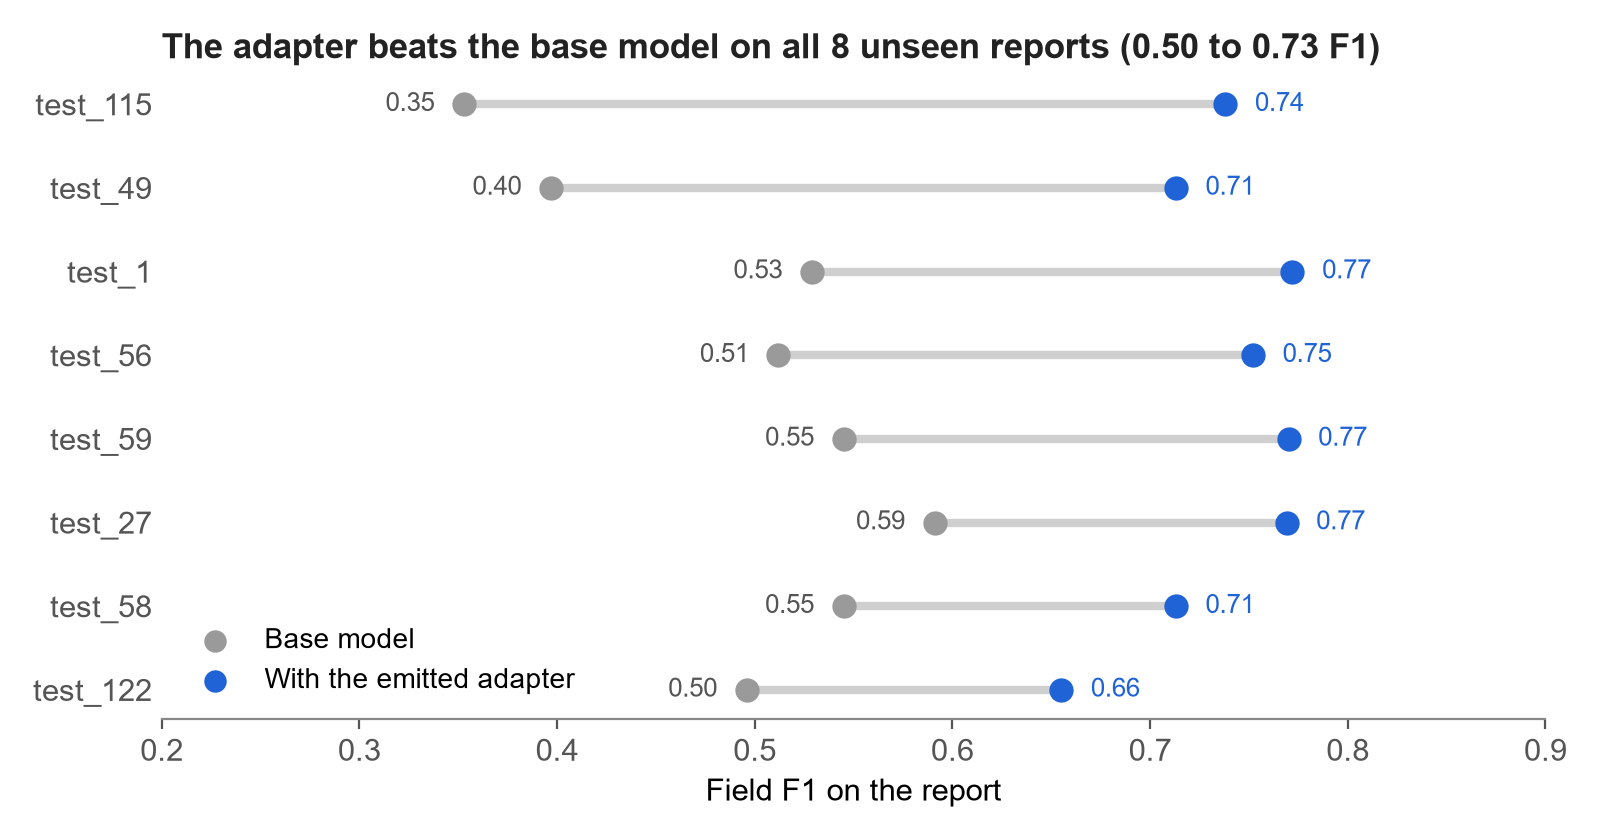 The adapter beats the base model on all 8 unseen reports (0.50 to 0.73 F1)
test_115 0.35 0.74
test_49 0.40 0.71
test_1 0.53 0.77
test_56 0.51 0.75
test_59 0.55 0.77
test_27 0.59 0.77
test_58 0.55 0.71
Base model
With the emitted adapter
test_122 0.50 0.66
0.2 0.3 0.4 0.5 0.6 0.7 0.8 0.9
Field F1 on the report